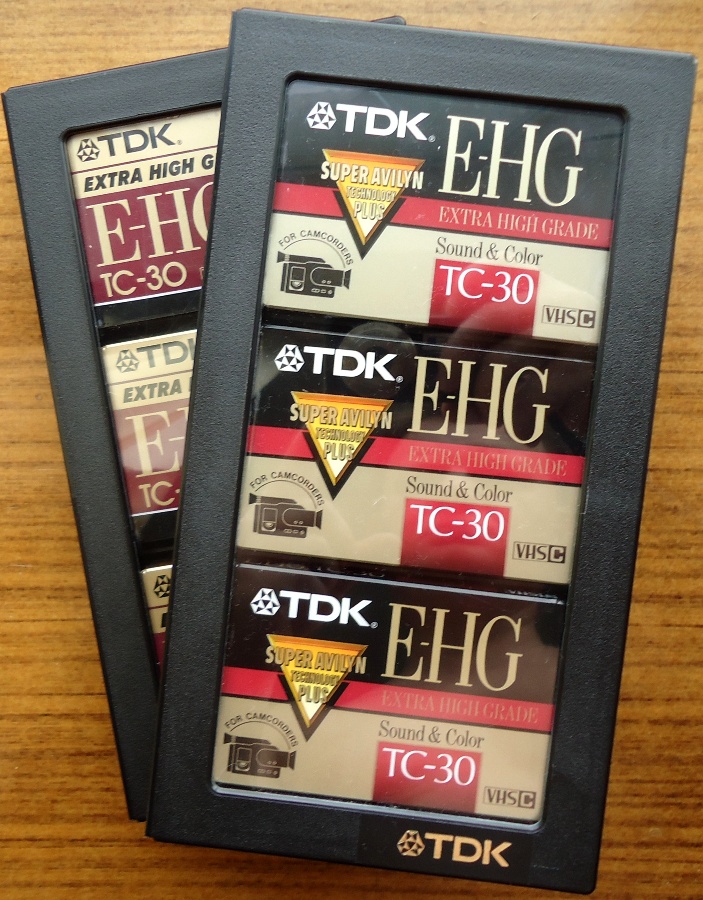 TDK®
EXTRA HIGH G
E-HG
TC-30
TDK
EXTRA
E-
TC-
TDK®
E-HG
SUPER AVILYN
TECHNOLOGY
PLUS
EXTRA HIGH GRADE
FOR CAMCORDERS
Sound & Color
TC-30
VHS C
TDK®
E-HG
SUPER AVILYN
TECHNOLOGY
PLUS
EXTRA HIGH GRADE
FOR CAMCORDERS
Sound & Color
TC-30
VHS C
TDK®
E-HG
SUPER AVILYN
TECHNOLOGY
PLUS
EXTRA HIGH GRADE
FOR CAMCORDERS
Sound & Color
TC-30
VHS C
TDK